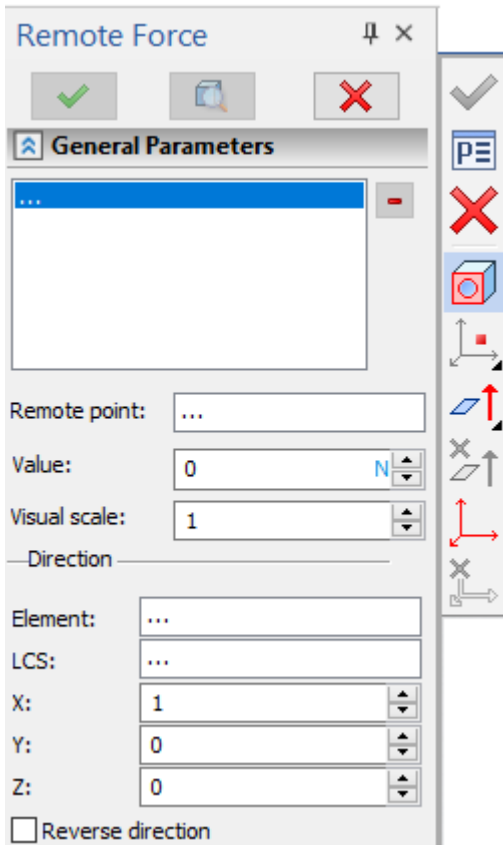 Remote Force
General Parameters
...
Remote point: ...
Value: 0 N
Visual scale: 1
Direction
Element: ...
LCS: ...
X: 1
Y: 0
Z: 0
Reverse direction